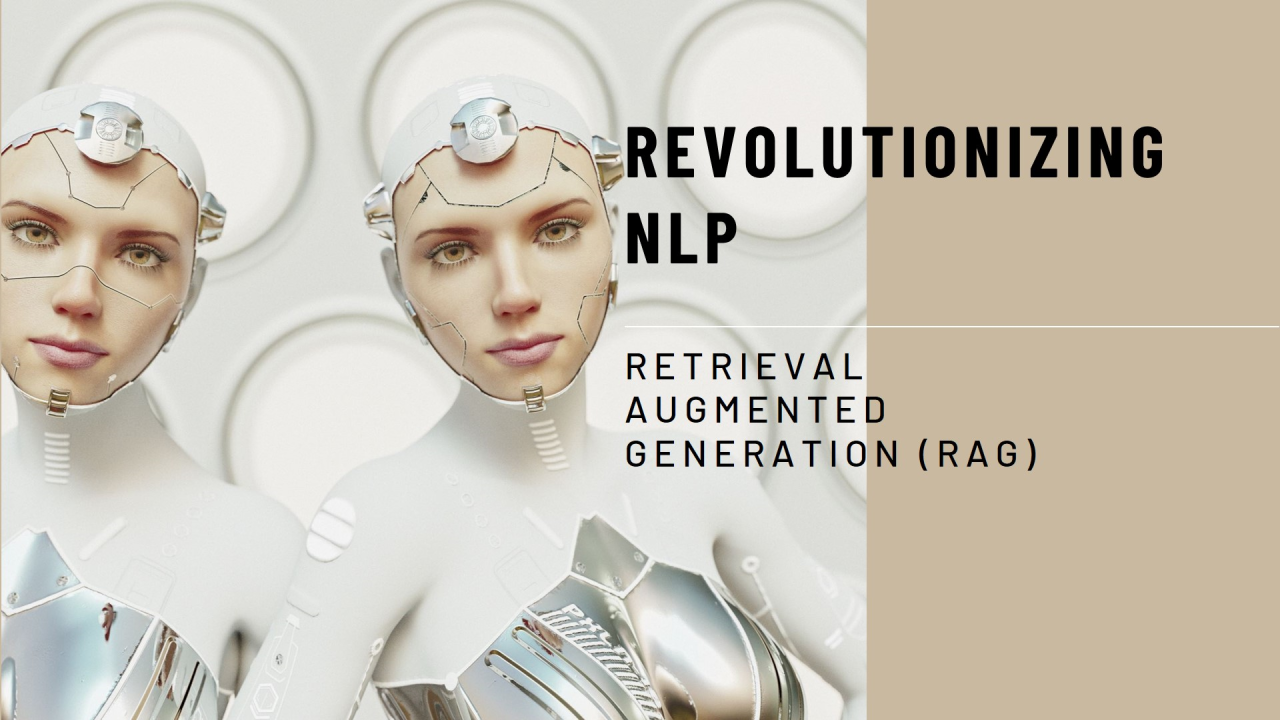 REVOLUTIONIZING
NLP
RETRIEVAL
AUGMENTED
GENERATION (RAG)